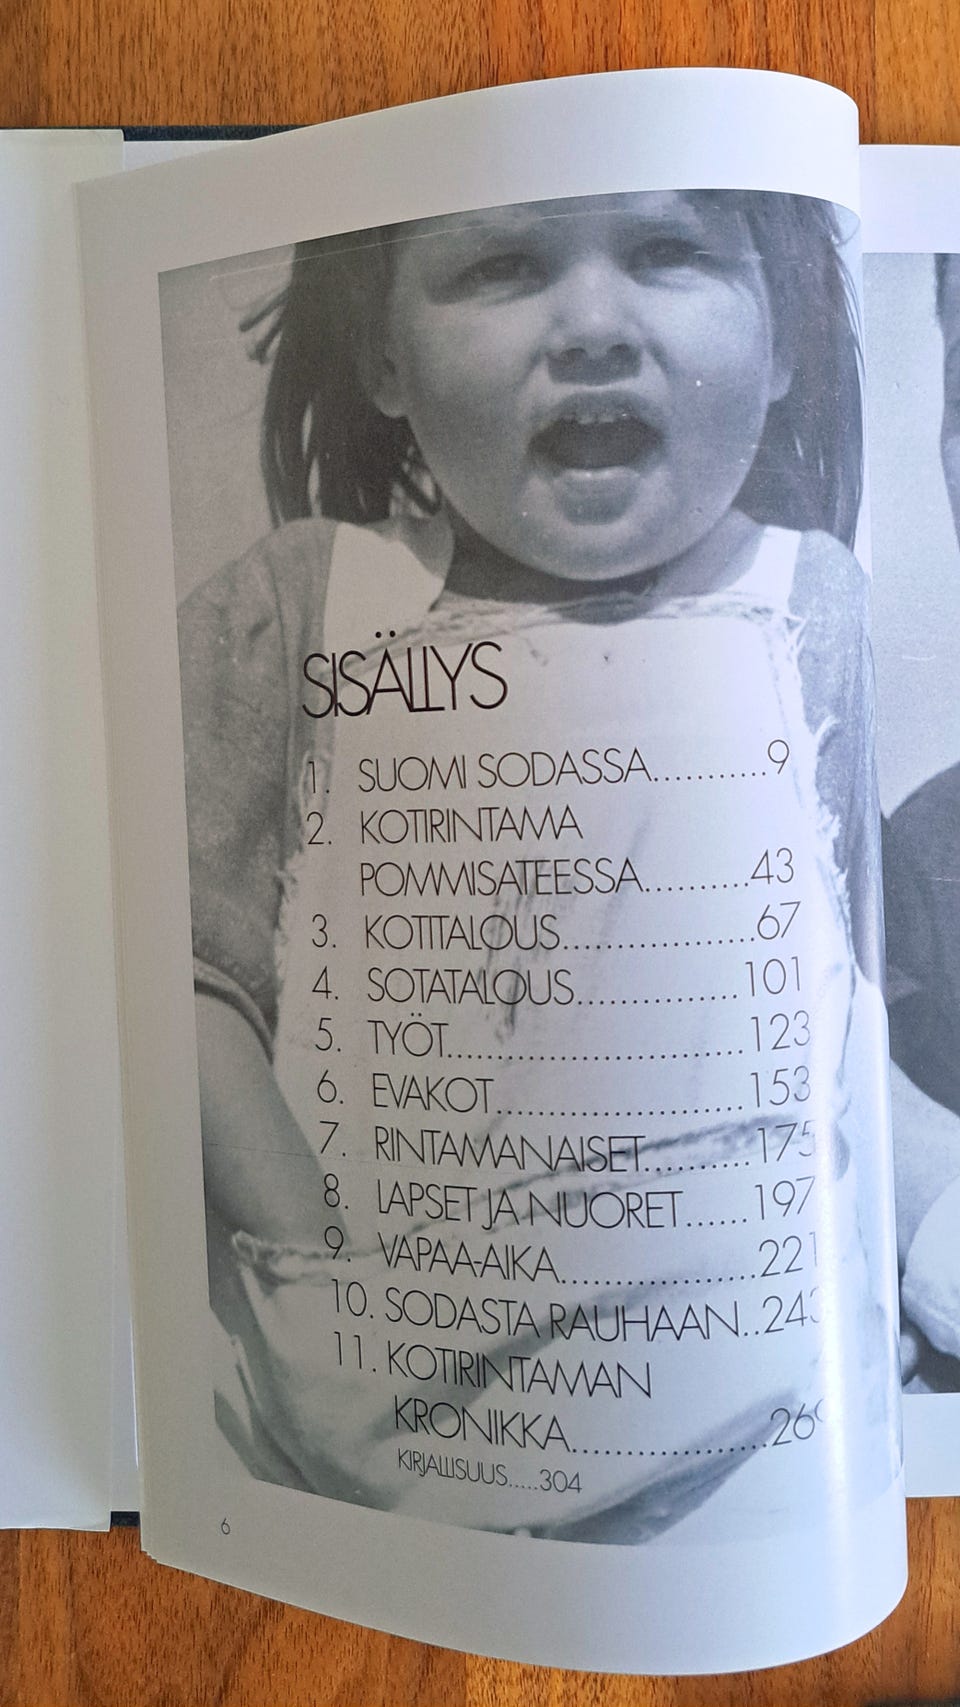 SISÄLLYS
1. SUOMI SODASSA...........9
2. KOTIRINTAMA
POMMISATEESSA..........43
3. KOTITALOUS..................67
4. SOTATALOUS...............101
5. TYÖT............................123
6. EVAKOT.......................153
7. RINTAMANAISET..........175
8. LAPSET JA NUORET......197
9. VAPAA-AIKA..................221
10. SODASTA RAUHAAN..243
11. KOTIRINTAMAN
KRONIKKA...................
KIRJALLISUUS.....304
6